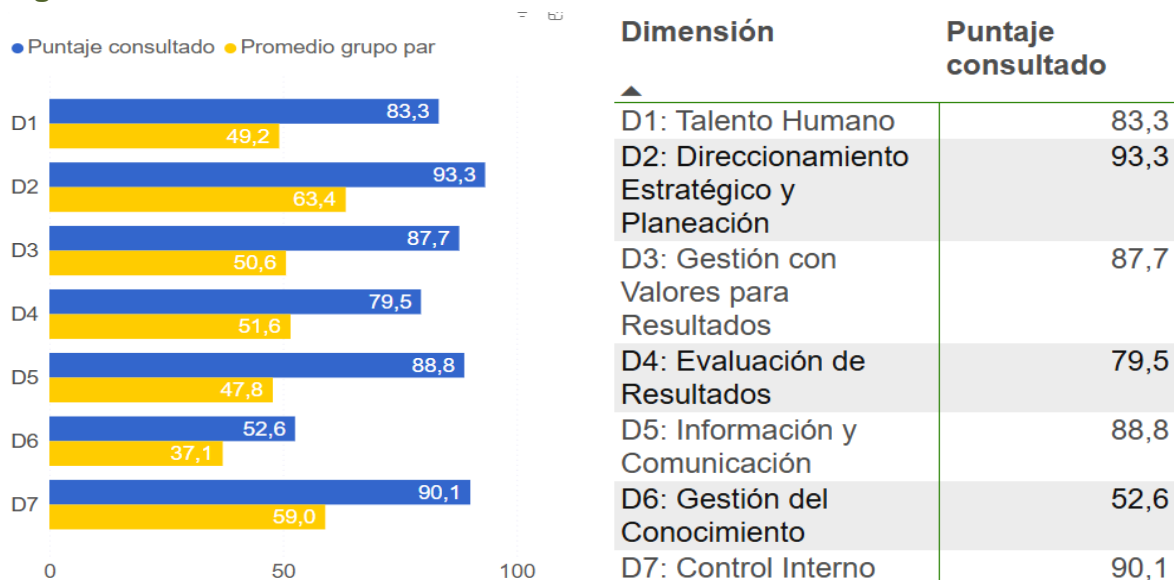 Puntaje consultado Promedio grupo par
D1
83,3
49,2
D2
93,3
63,4
D3
87,7
50,6
D4
79,5
51,6
D5
88,8
47,8
D6
52,6
37,1
D7
90,1
59,0
0 50 100
Dimensión Puntaje
consultado
D1: Talento Humano 83,3
D2: Direccionamiento 93,3
Estratégico y
Planeación
D3: Gestión con 87,7
Valores para
Resultados
D4: Evaluación de 79,5
Resultados
D5: Información y 88,8
Comunicación
D6: Gestión del 52,6
Conocimiento
D7: Control Interno 90,1